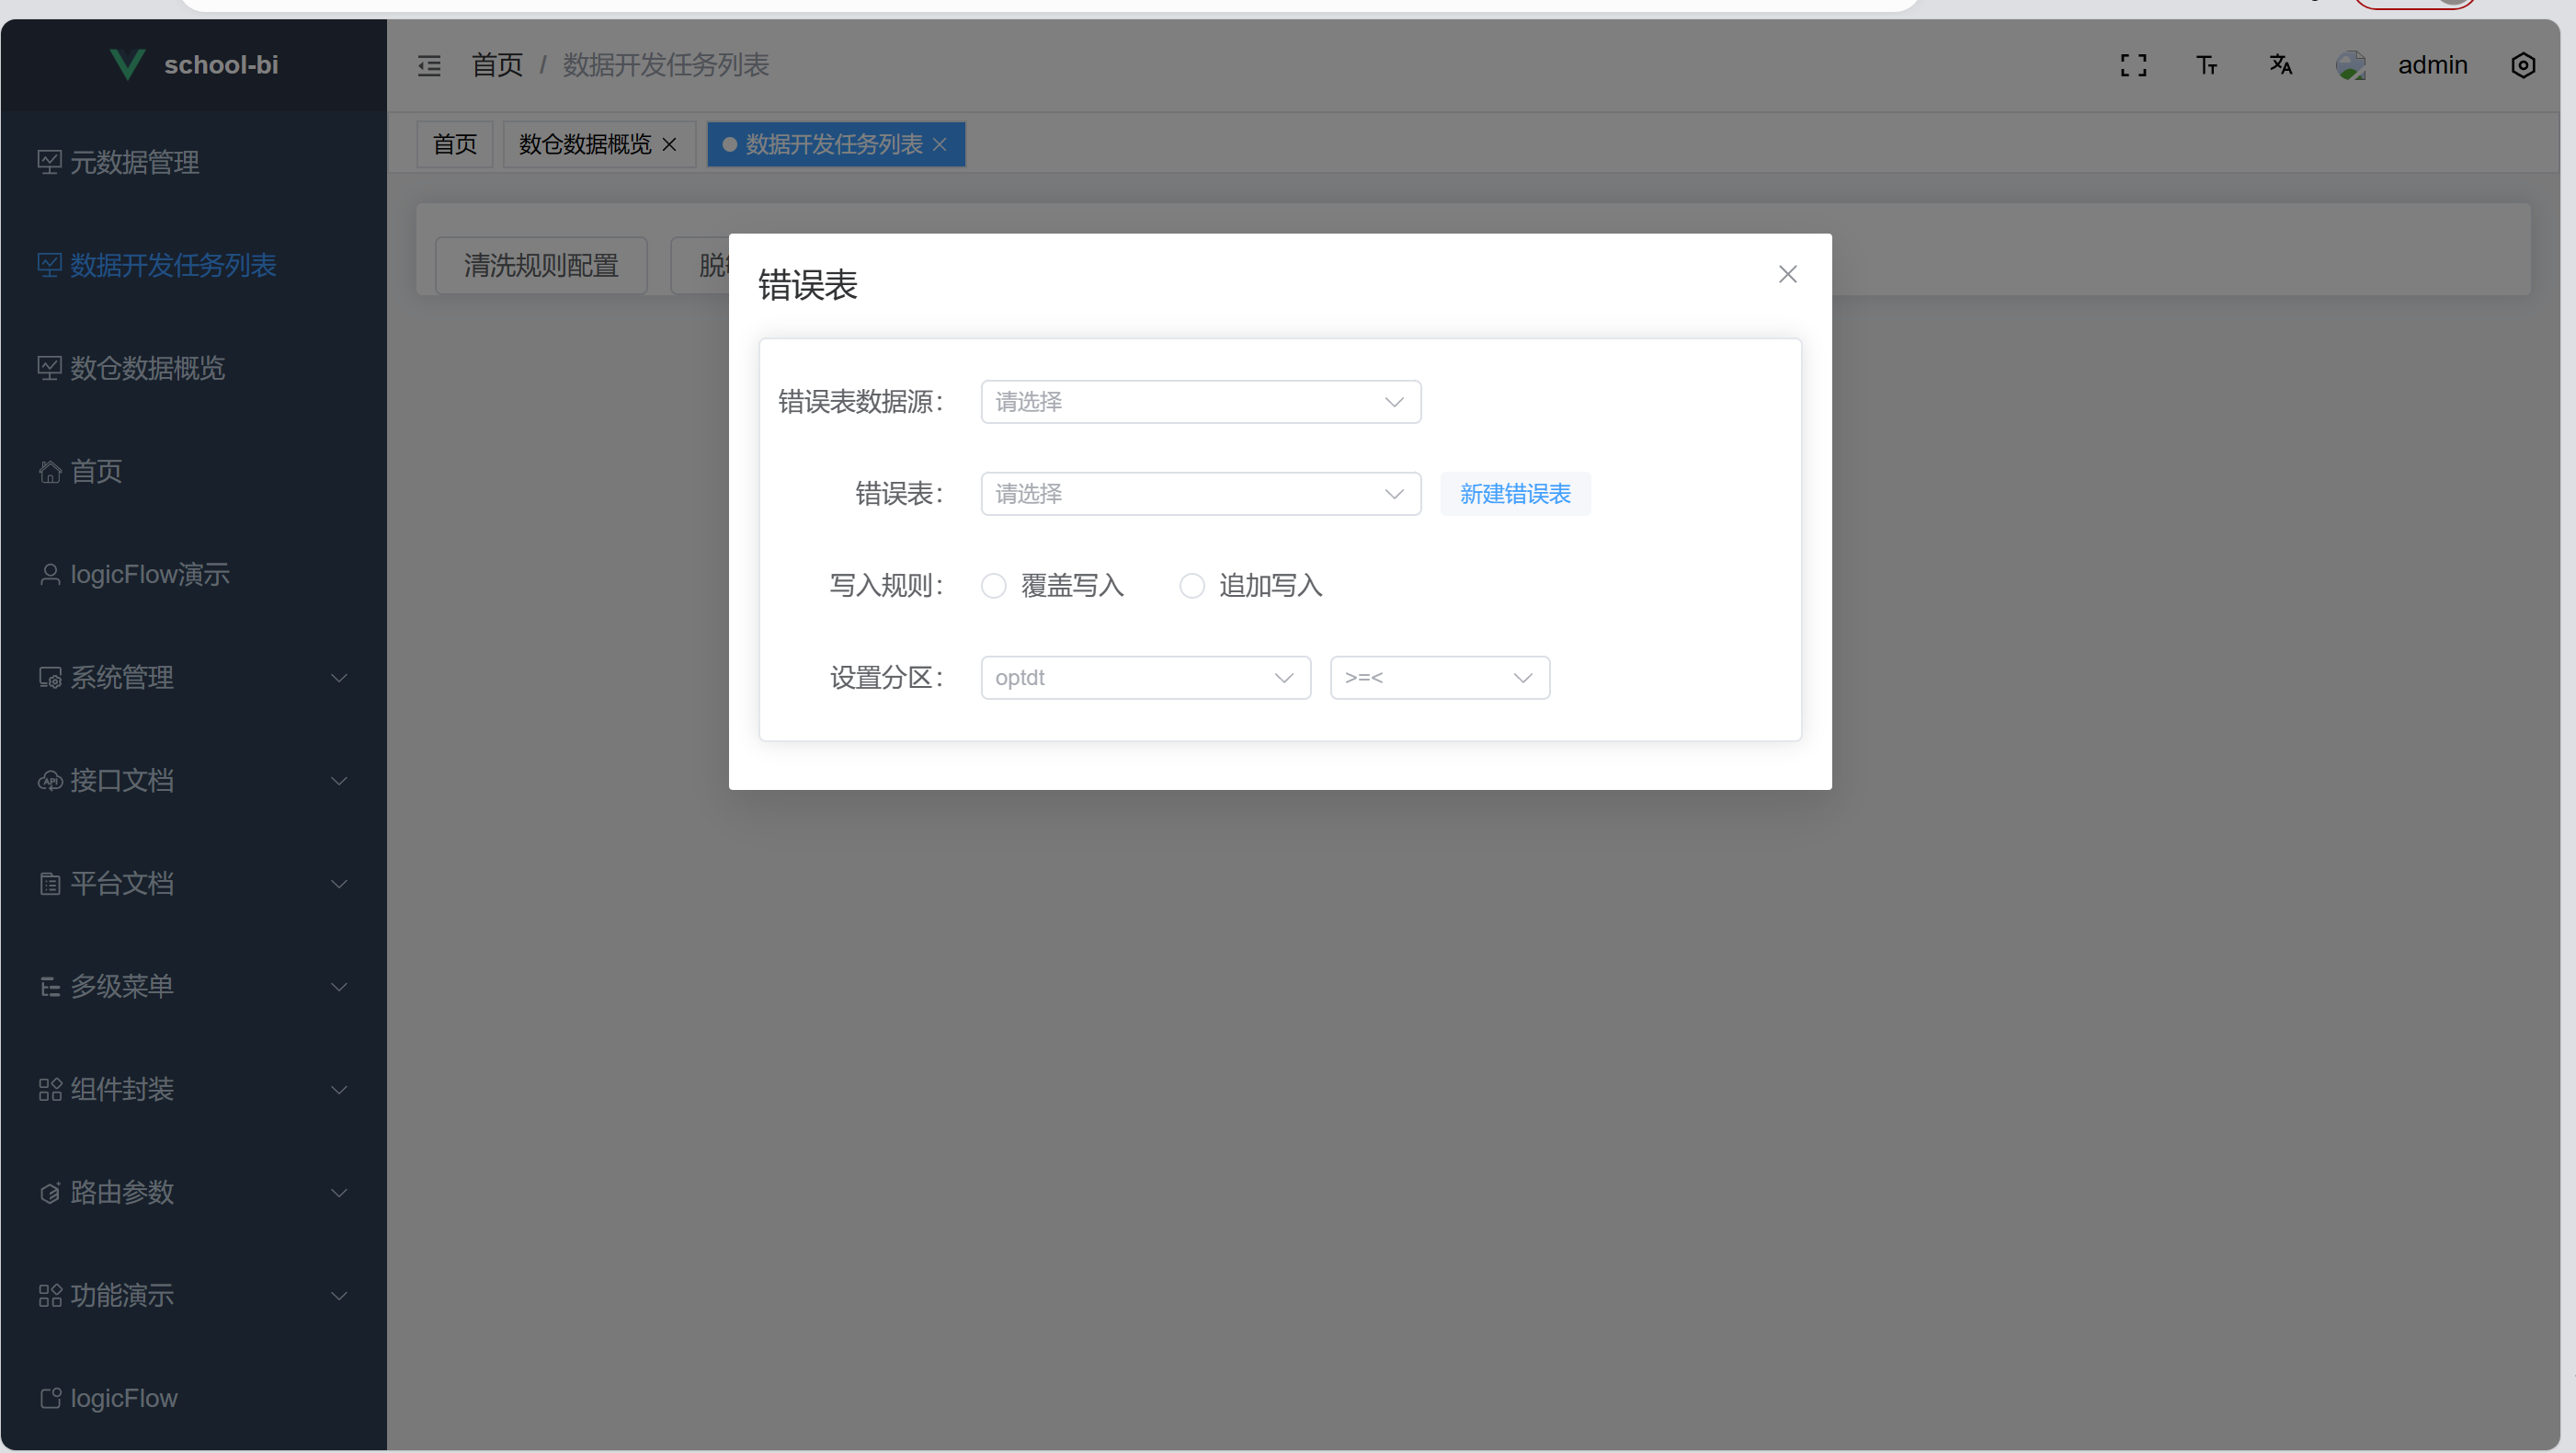 school-bi
元数据管理
数据开发任务列表
数仓数据概览
首页
logicFlow演示
系统管理
接口文档
平台文档
多级菜单
组件封装
路由参数
功能演示
logicFlow
首页 / 数据开发任务列表
admin
首页
数仓数据概览
数据开发任务列表
清洗规则配置
脱
错误表
错误表数据源：
请选择
错误表：
请选择
新建错误表
写入规则：
覆盖写入
追加写入
设置分区：
optdt
>=<